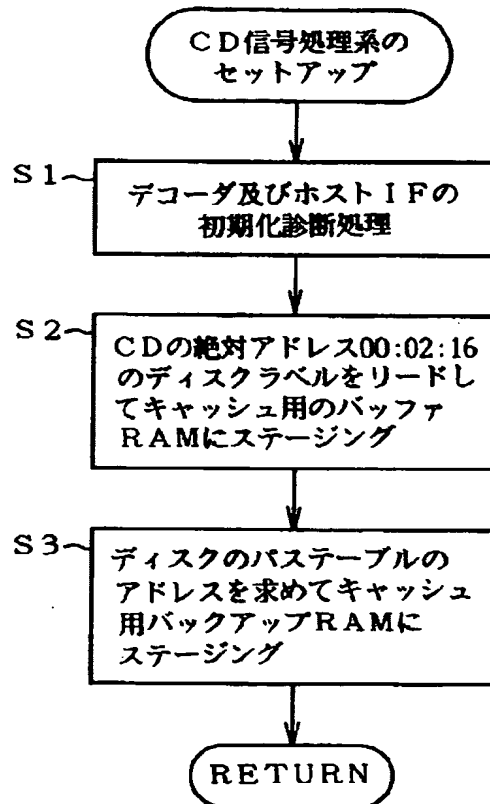 CD信号処理系の
セットアップ
S1
デコーダ及びホストIFの
初期化診断処理
S2
CDの絶対アドレス00:02:16
のディスクラベルをリードし
てキャッシュ用のバッファ
RAMにステージング
S3
ディスクのパステーブルの
アドレスを求めてキャッシュ
用バックアップRAMに
ステージング
RETURN